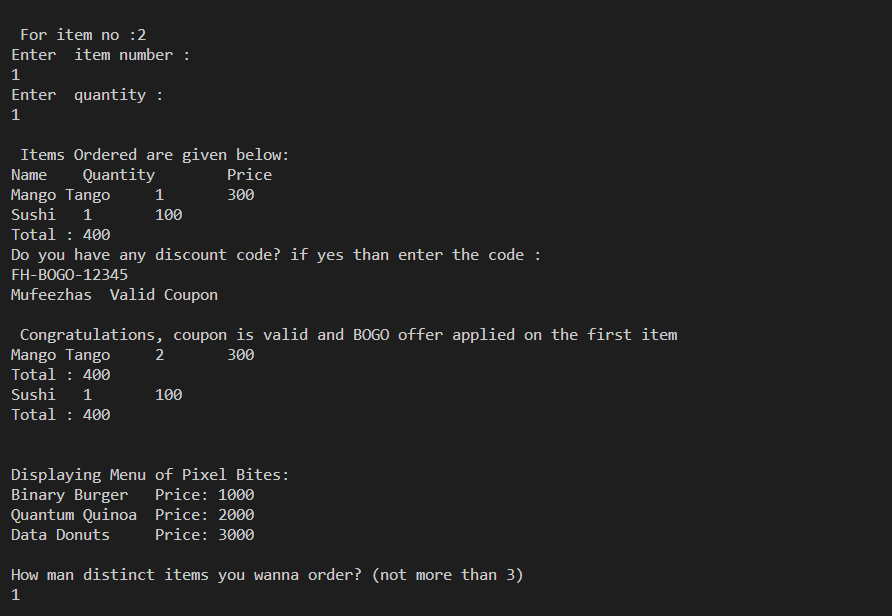 For item no :2
Enter  item number :
1
Enter  quantity :
1
Items Ordered are given below:
Name    Quantity        Price
Mango Tango     1       300
Sushi   1       100
Total : 400
Do you have any discount code? if yes than enter the code :
FH-BOGO-12345
Mufeezhas  Valid Coupon
Congratulations, coupon is valid and BOGO offer applied on the first item
Mango Tango     2       300
Total : 400
Sushi   1       100
Total : 400
Displaying Menu of Pixel Bites:
Binary Burger   Price: 1000
Quantum Quinoa  Price: 2000
Data Donuts     Price: 3000
How man distinct items you wanna order? (not more than 3)
1